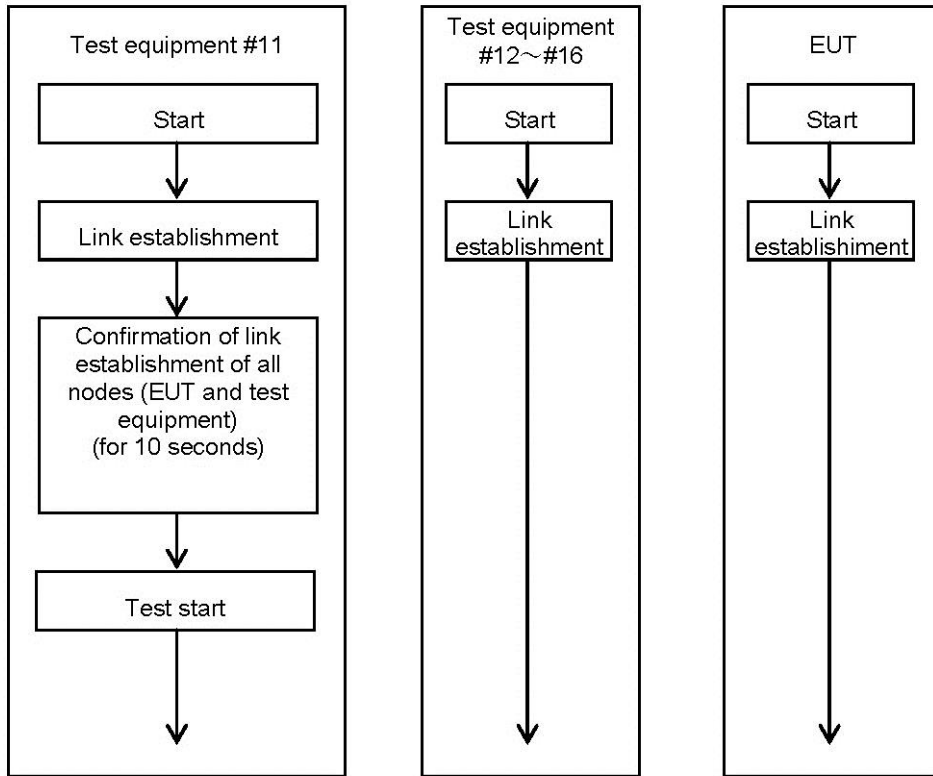 Test equipment #11
Start
Link establishment
Confirmation of link
establishment of all
nodes (EUT and test
equipment)
(for 10 seconds)
Test start
Test equipment
#12～#16
Start
Link
establishment
EUT
Start
Link
establishiment